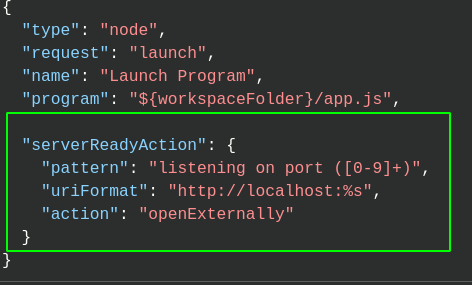 {
"type": "node",
"request": "launch",
"name": "Launch Program",
"program": "${workspaceFolder}/app.js",
"serverReadyAction": {
"pattern": "listening on port ([0-9]+)",
"uriFormat": "http://localhost:%s",
"action": "openExternally"
}
}